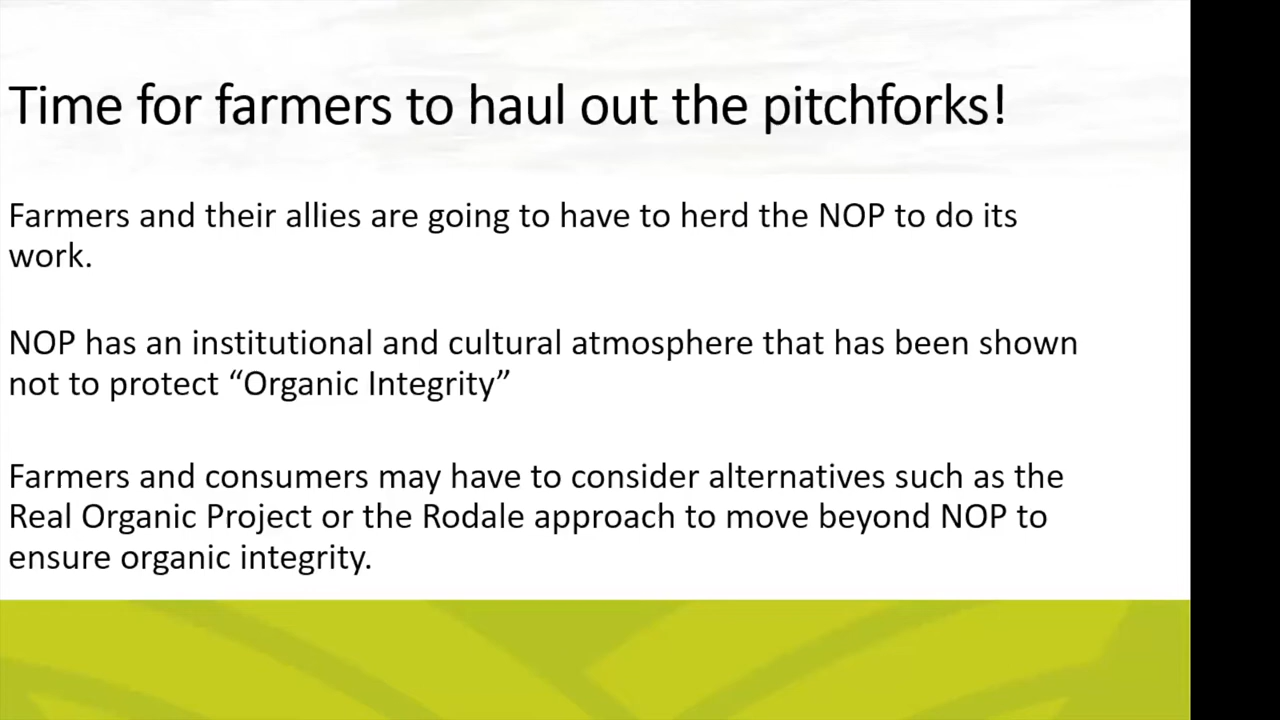 Time for farmers to haul out the pitchforks!
Farmers and their allies are going to have to herd the NOP to do its
work.
NOP has an institutional and cultural atmosphere that has been shown
not to protect “Organic Integrity”
Farmers and consumers may have to consider alternatives such as the
Real Organic Project or the Rodale approach to move beyond NOP to
ensure organic integrity.